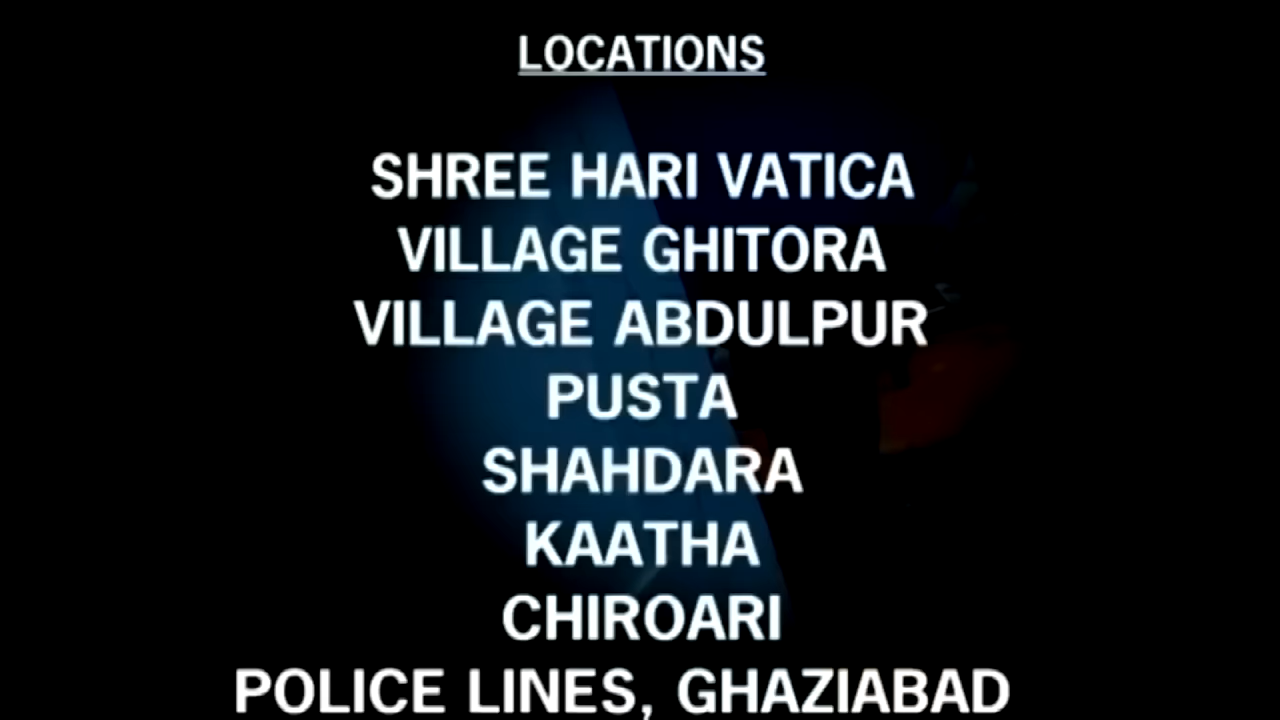 LOCATIONS
SHREE HARI VATICA
VILLAGE GHITORA
VILLAGE ABDULPUR
PUSTA
SHAHDARA
KAATHA
CHIROARI
POLICE LINES, GHAZIABAD